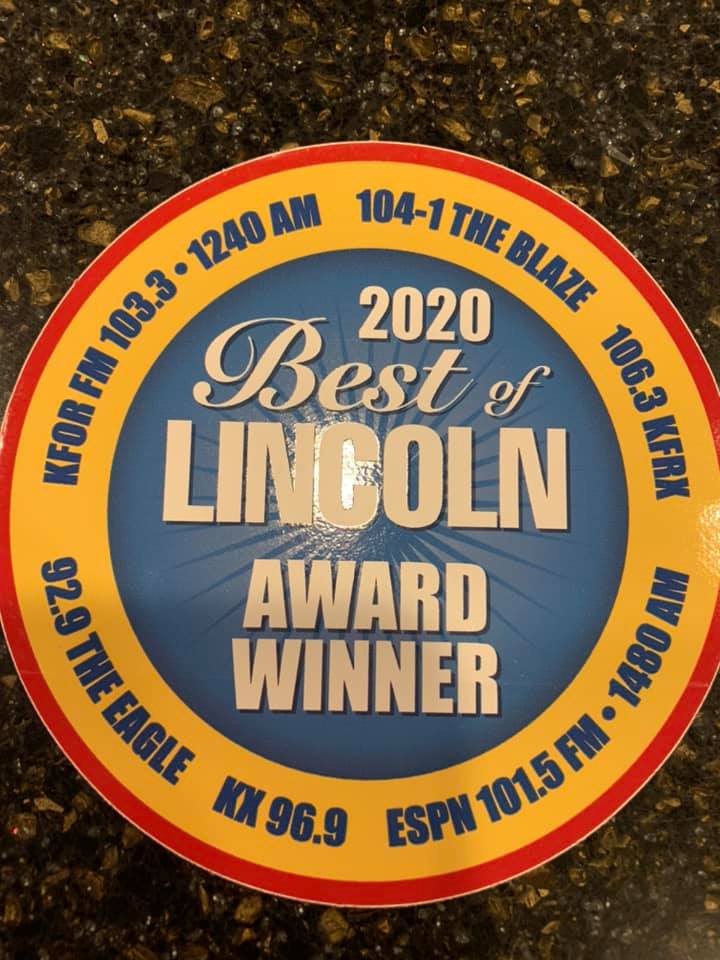 KFOR FM 103.3 • 1240 AM
104-1 THE BLAZE
106.3 KFRX
2020
Best of
LINCOLN
AWARD
WINNER
92.9 THE EAGLE
KX 96.9
ESPN 101.5 FM • 1480 AM